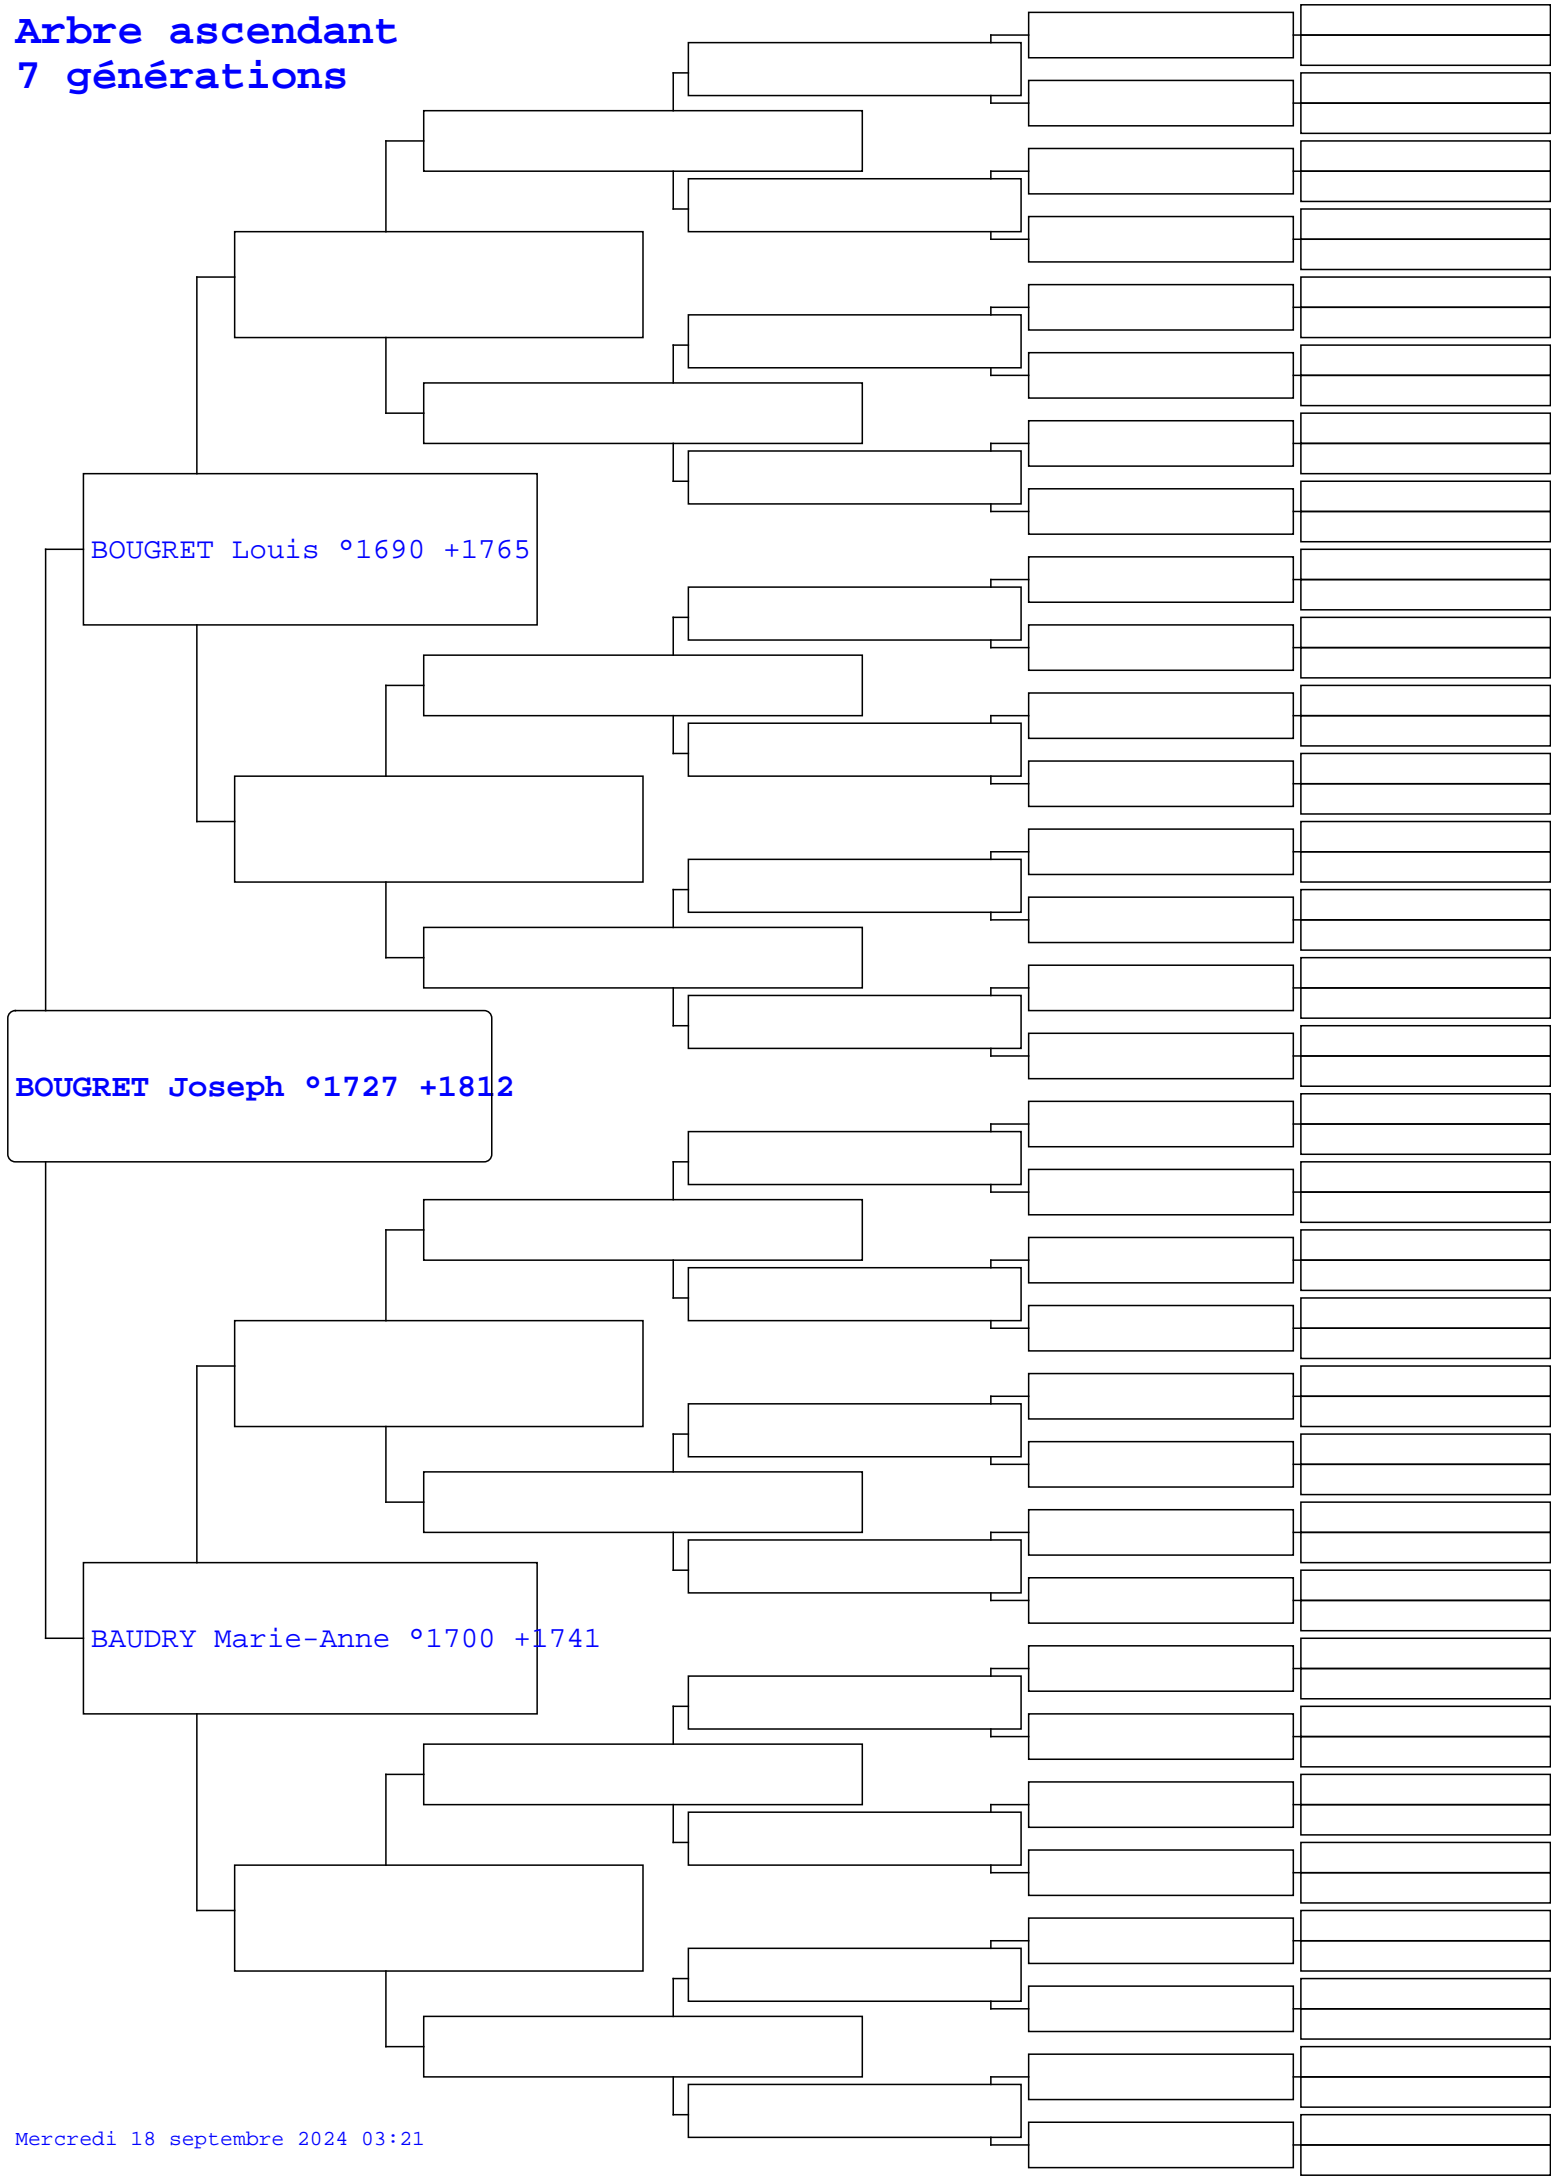 Arbre ascendant
7 générations
BOUGRET Louis °1690 +1765
BOUGRET Joseph °1727 +1812
BAUDRY Marie-Anne °1700 +1741
Mercredi 18 septembre 2024 03:21